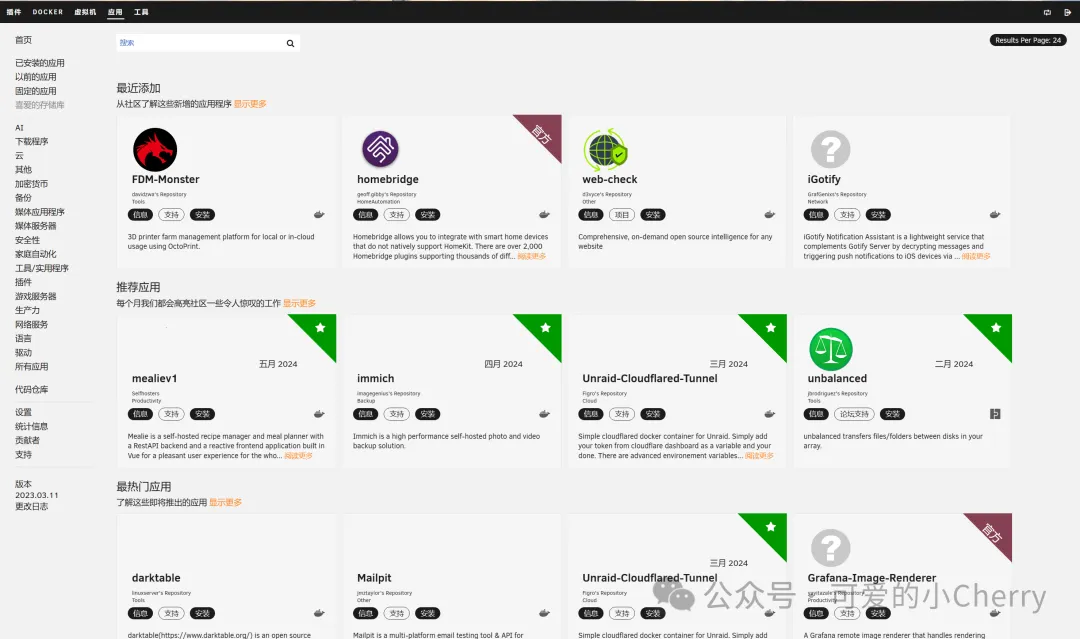 插件 DOCKER 虚拟机 应用 工具
首页
已安装的应用
以前的应用
固定的应用
喜爱的存储库
AI
下载程序
云
其他
加密货币
备份
媒体应用程序
媒体服务器
安全性
家庭自动化
工具/实用程序
插件
游戏服务器
生产力
网络服务
语言
驱动
所有应用
代码仓库
设置
统计信息
贡献者
支持
版本
2023.03.11
更改日志
搜索
Results Per Page: 24
最近添加
从社区了解这些新增的应用程序 显示更多
FDM-Monster
davidzwa's Repository
Tools
信息 支持 安装
3D printer farm management platform for local or in-cloud
usage using OctoPrint.
官方
homebridge
geoff.gibby's Repository
HomeAutomation
信息 支持 安装
Homebridge allows you to integrate with smart home devices
that do not natively support HomeKit. There are over 2,000
Homebridge plugins supporting thousands of diff... 阅读更多
web-check
Other
信息 项目 安装
Comprehensive, on-demand open source intelligence for any
website
iGotify
GrafGenixs's Repository
Network
信息 支持 安装
iGotify Notification Assistant is a lightweight service that
complements Gotify Server by decrypting messages and
triggering push notifications to iOS devices via ... 阅读更多
推荐应用
每个月我们都会高亮社区一些令人惊叹的工作 显示更多
五月 2024
mealiev1
Selfhosters
Productivity
信息 支持 安装
Mealie is a self-hosted recipe manager and meal planner with
a RestAPI backend and a reactive frontend application built in
Vue for a pleasant user experience for the who... 阅读更多
四月 2024
immich
imagegenius's Repository
Backup
信息 支持 安装
Immich is a high performance self-hosted photo and video
backup solution.
三月 2024
Unraid-Cloudflared-Tunnel
Figro's Repository
Cloud
信息 支持 安装
Simple cloudflared docker container for Unraid. Simply add
your token from cloudflare dashboard as a variable and your
done. There are advanced environement variables... 阅读更多
二月 2024
unbalanced
jbrodriguez's Repository
Tools
信息 论坛支持 安装
unbalanced transfers files/folders between disks in your
array.
最热门应用
了解这些即将推出的应用 显示更多
darktable
linuxserver's Repository
Tools
信息 支持 安装
darktable(https://www.darktable.org/) is an open source
Mailpit
jmztaylor's Repository
Other
信息 支持 安装
Mailpit is a multi-platform email testing tool & API for
三月 2024
Unraid-Cloudflared-Tunnel
Figro's Repository
Cloud
信息 支持 安装
Simple cloudflared docker container for Unraid. Simply add
官方
Grafana-Image-Renderer
Productivity
信息 支持 安装
A Grafana remote image renderer that handles rendering
公众号 · 可爱的小Cherry